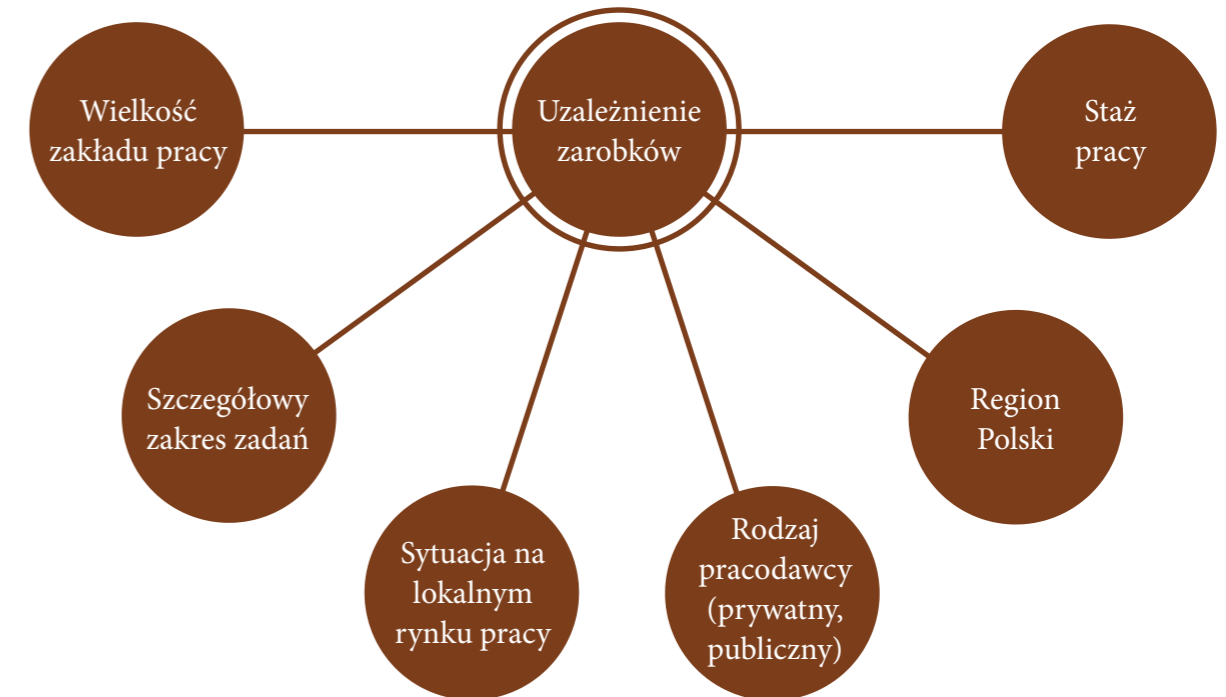 Wielkość
zakładu pracy
Uzależnienie
zarobków
Staż
pracy
Szczegółowy
zakres zadań
Region
Polski
Sytuacja na
lokalnym
rynku pracy
Rodzaj
pracodawcy
(prywatny,
publiczny)